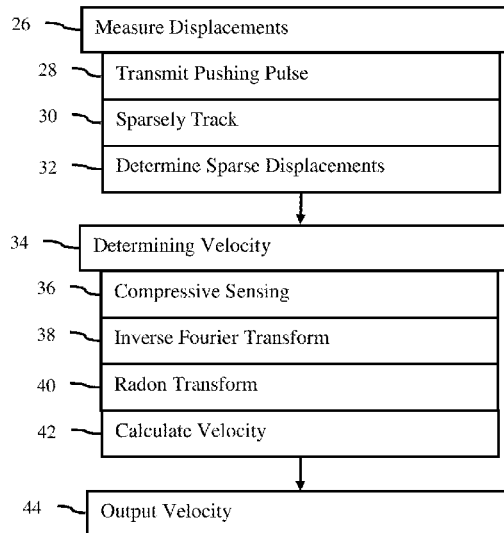 26 Measure Displacements
28 Transmit Pushing Pulse
30 Sparsely Track
32 Determine Sparse Displacements
34 Determining Velocity
36 Compressive Sensing
38 Inverse Fourier Transform
40 Radon Transform
42 Calculate Velocity
44 Output Velocity